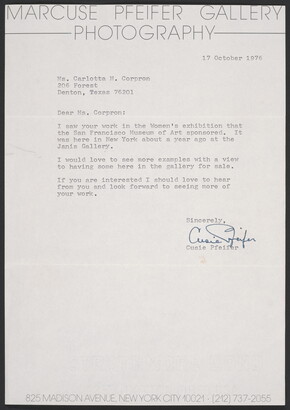 MARCUSE PFEIFER GALLERY
PHOTOGRAPHY
17 October 1976
Ms. Carlotta M. Corpron
206 Forest
Denton, Texas 76201
Dear Ms. Corpron:
I saw your work in the Women's exhibition that
the San Francisco Museum of Art sponsored. It
was here in New York about a year ago at the
Janis Gallery.
I would love to see more examples with a view
to having some here in the gallery for sale.
If you are interested I should love to hear
from you and look forward to seeing more of
your work.
Sincerely,
Cusie Pfeifer
Cusie Pfeifer
825 MADISON AVENUE, NEW YORK CITY 10021 · (212) 737-2055